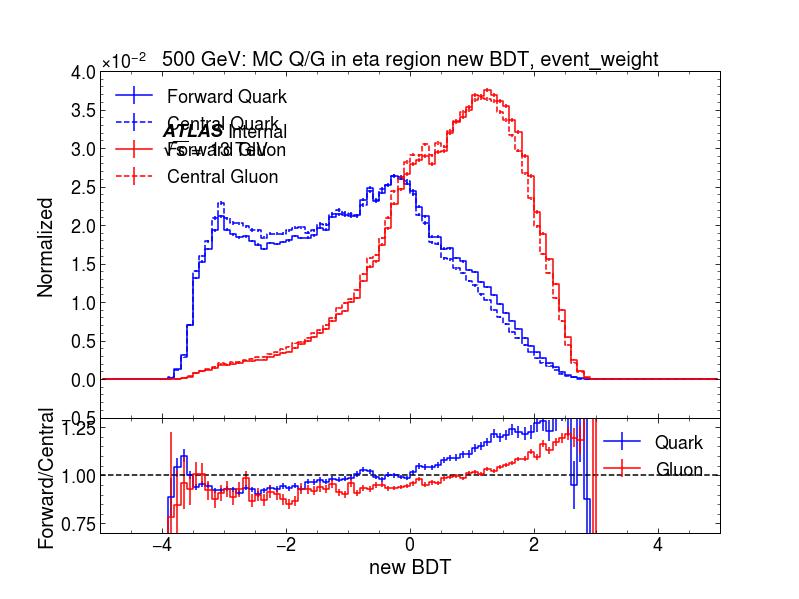 ×10⁻² 500 GeV: MC Q/G in eta region new BDT, event_weight
4.0
3.5
3.0
2.5
2.0
1.5
1.0
0.5
0.0
Normalized
Forward Quark
Central Quark
ATLAS Internal
√s = 13 TeV
Forward Gluon
Central Gluon
0.5
1.25
1.00
0.75
Forward/Central
Quark
Gluon
−4 −2 0 2 4
new BDT